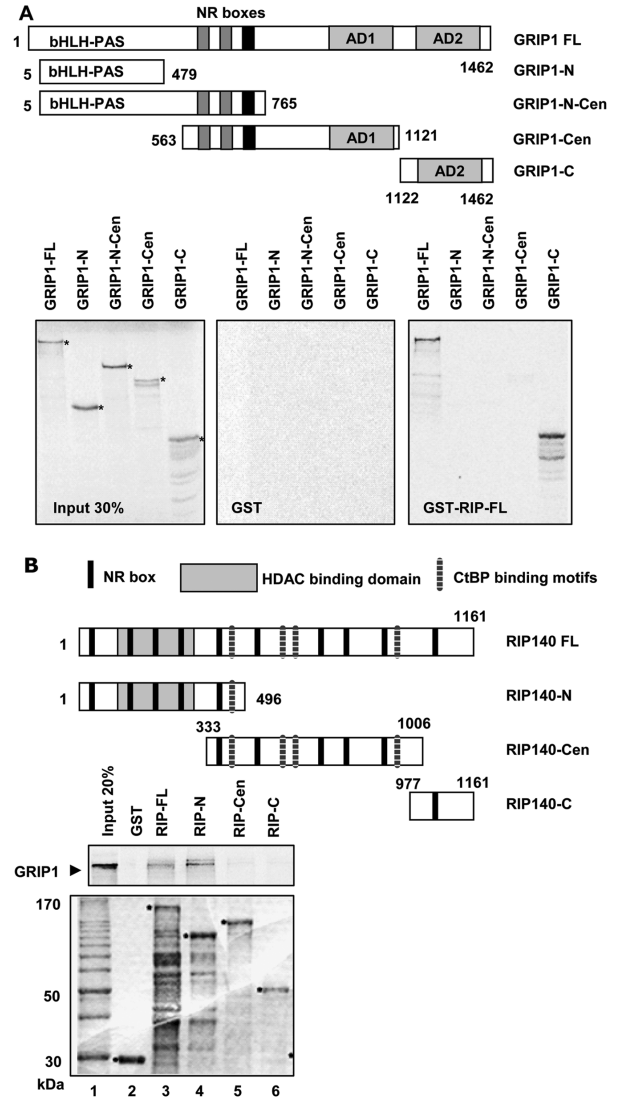 A
NR boxes
1 bHLH-PAS AD1 AD2 GRIP1 FL
1462
5 bHLH-PAS 479 GRIP1-N
5 bHLH-PAS 765 GRIP1-N-Cen
563 AD1 1121 GRIP1-Cen
AD2 GRIP1-C
1122 1462
GRIP1-FL GRIP1-N GRIP1-N-Cen GRIP1-Cen GRIP1-C
GRIP1-FL GRIP1-N GRIP1-N-Cen GRIP1-Cen GRIP1-C
GRIP1-FL GRIP1-N GRIP1-N-Cen GRIP1-Cen GRIP1-C
* * * * *
Input 30% GST GST-RIP-FL
B
NR box HDAC binding domain CtBP binding motifs
1161
1 RIP140 FL
1 496 RIP140-N
333 1006
RIP140-Cen
977 1161
RIP140-C
Input 20% GST RIP-FL RIP-N RIP-Cen RIP-C
GRIP1
170
50
30
kDa 1 2 3 4 5 6